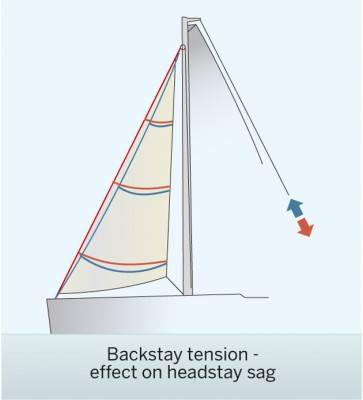 Backstay tension -
effect on headstay sag